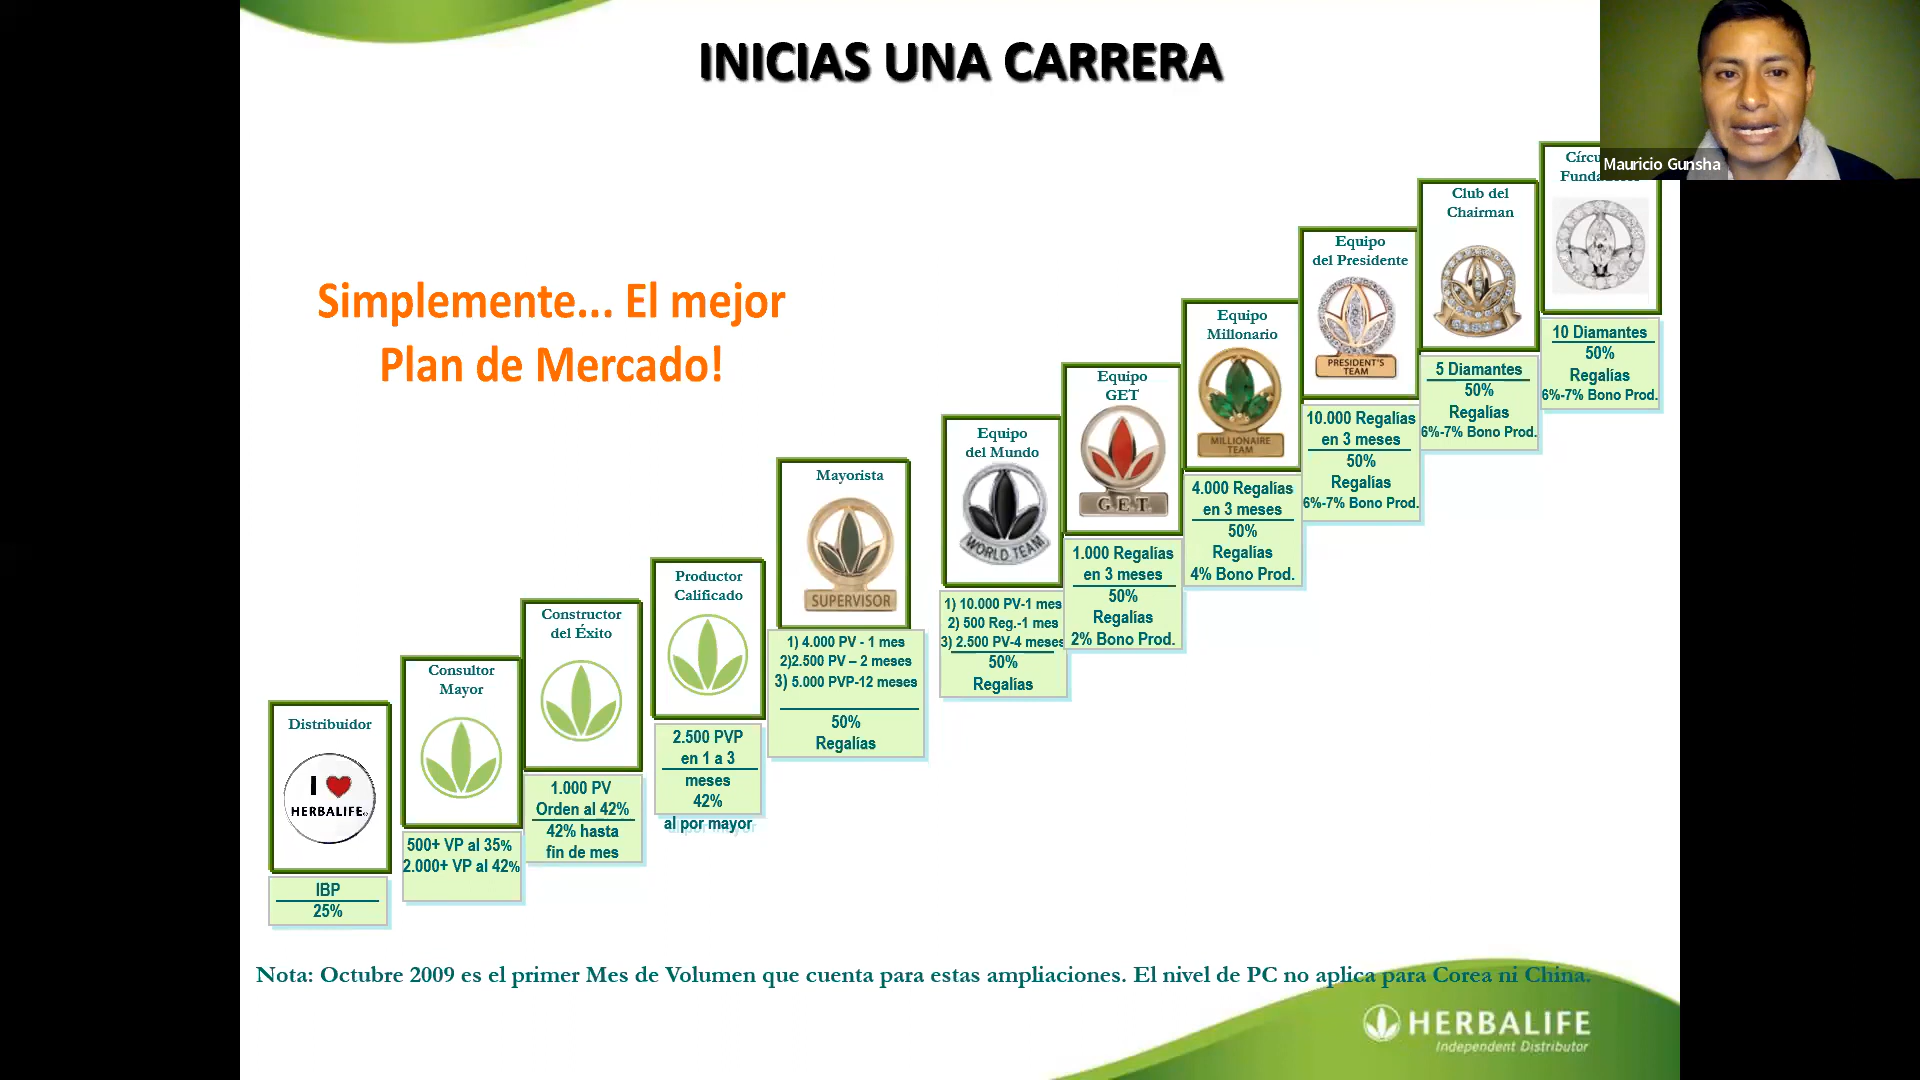 INICIAS UNA CARRERA
Mauricio Gunsha
Simplemente... El mejor
Plan de Mercado!
Distribuidor
I
HERBALIFE
IBP
25%
Consultor
Mayor
500+ VP al 35%
2.000+ VP al 42%
Constructor
del Éxito
1.000 PV
Orden al 42%
42% hasta
fin de mes
Productor
Calificado
2.500 PVP
en 1 a 3
meses
42%
al por mayor
Mayorista
SUPERVISOR
1) 4.000 PV - 1 mes
2)2.500 PV – 2 meses
3) 5.000 PVP-12 meses
50%
Regalías
Equipo
del Mundo
WORLD TEAM
1) 10.000 PV-1 mes
2) 500 Reg.-1 mes
3) 2.500 PV-4 meses
50%
Regalías
Equipo
GET
G.E.T.
1.000 Regalías
en 3 meses
50%
Regalías
2% Bono Prod.
Equipo
Millonario
MILLIONAIRE
TEAM
4.000 Regalías
en 3 meses
50%
Regalías
4% Bono Prod.
Equipo
del Presidente
PRESIDENT'S
TEAM
10.000 Regalías
en 3 meses
50%
Regalías
6%-7% Bono Prod.
Club del
Chairman
5 Diamantes
50%
Regalías
6%-7% Bono Prod.
10 Diamantes
50%
Regalías
6%-7% Bono Prod.
Nota: Octubre 2009 es el primer Mes de Volumen que cuenta para estas ampliaciones. El nivel de PC no aplica para Corea ni China.
HERBALIFE
Independent Distributor